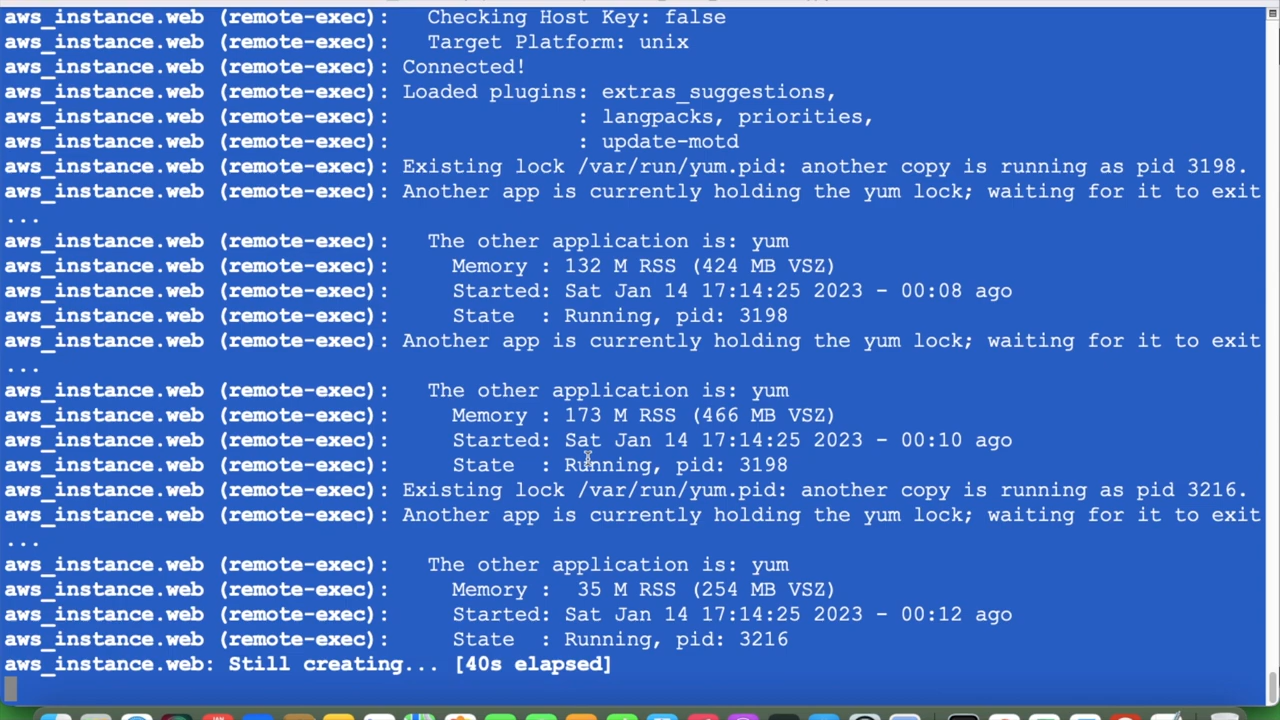 aws_instance.web (remote-exec):   Checking Host Key: false
aws_instance.web (remote-exec):   Target Platform: unix
aws_instance.web (remote-exec): Connected!
aws_instance.web (remote-exec): Loaded plugins: extras_suggestions,
aws_instance.web (remote-exec):               : langpacks, priorities,
aws_instance.web (remote-exec):               : update-motd
aws_instance.web (remote-exec): Existing lock /var/run/yum.pid: another copy is running as pid 3198.
aws_instance.web (remote-exec): Another app is currently holding the yum lock; waiting for it to exit
...
aws_instance.web (remote-exec):   The other application is: yum
aws_instance.web (remote-exec):     Memory : 132 M RSS (424 MB VSZ)
aws_instance.web (remote-exec):     Started: Sat Jan 14 17:14:25 2023 - 00:08 ago
aws_instance.web (remote-exec):     State  : Running, pid: 3198
aws_instance.web (remote-exec): Another app is currently holding the yum lock; waiting for it to exit
...
aws_instance.web (remote-exec):   The other application is: yum
aws_instance.web (remote-exec):     Memory : 173 M RSS (466 MB VSZ)
aws_instance.web (remote-exec):     Started: Sat Jan 14 17:14:25 2023 - 00:10 ago
aws_instance.web (remote-exec):     State  : Running, pid: 3198
aws_instance.web (remote-exec): Existing lock /var/run/yum.pid: another copy is running as pid 3216.
aws_instance.web (remote-exec): Another app is currently holding the yum lock; waiting for it to exit
...
aws_instance.web (remote-exec):   The other application is: yum
aws_instance.web (remote-exec):     Memory :  35 M RSS (254 MB VSZ)
aws_instance.web (remote-exec):     Started: Sat Jan 14 17:14:25 2023 - 00:12 ago
aws_instance.web (remote-exec):     State  : Running, pid: 3216
aws_instance.web: Still creating... [40s elapsed]